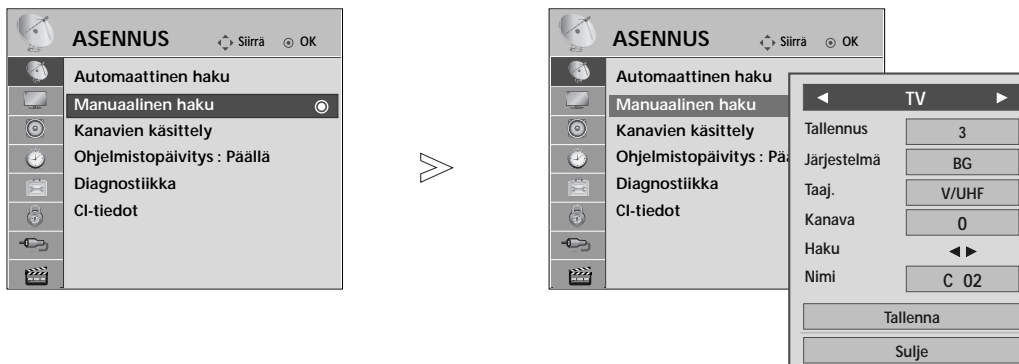 ASENNUS Siirrä OK
Automaattinen haku
Manuaalinen haku
Kanavien käsittely
Ohjelmistopäivitys : Päällä
Diagnostiikka
CI-tiedot
ASENNUS Siirrä OK
Automaattinen haku
Manuaalinen haku
Kanavien käsittely
Ohjelmistopäivitys : Pää
Diagnostiikka
CI-tiedot
TV
Tallennus 3
Järjestelmä BG
Taaj. V/UHF
Kanava 0
Haku
Nimi C 02
Tallenna
Sulje